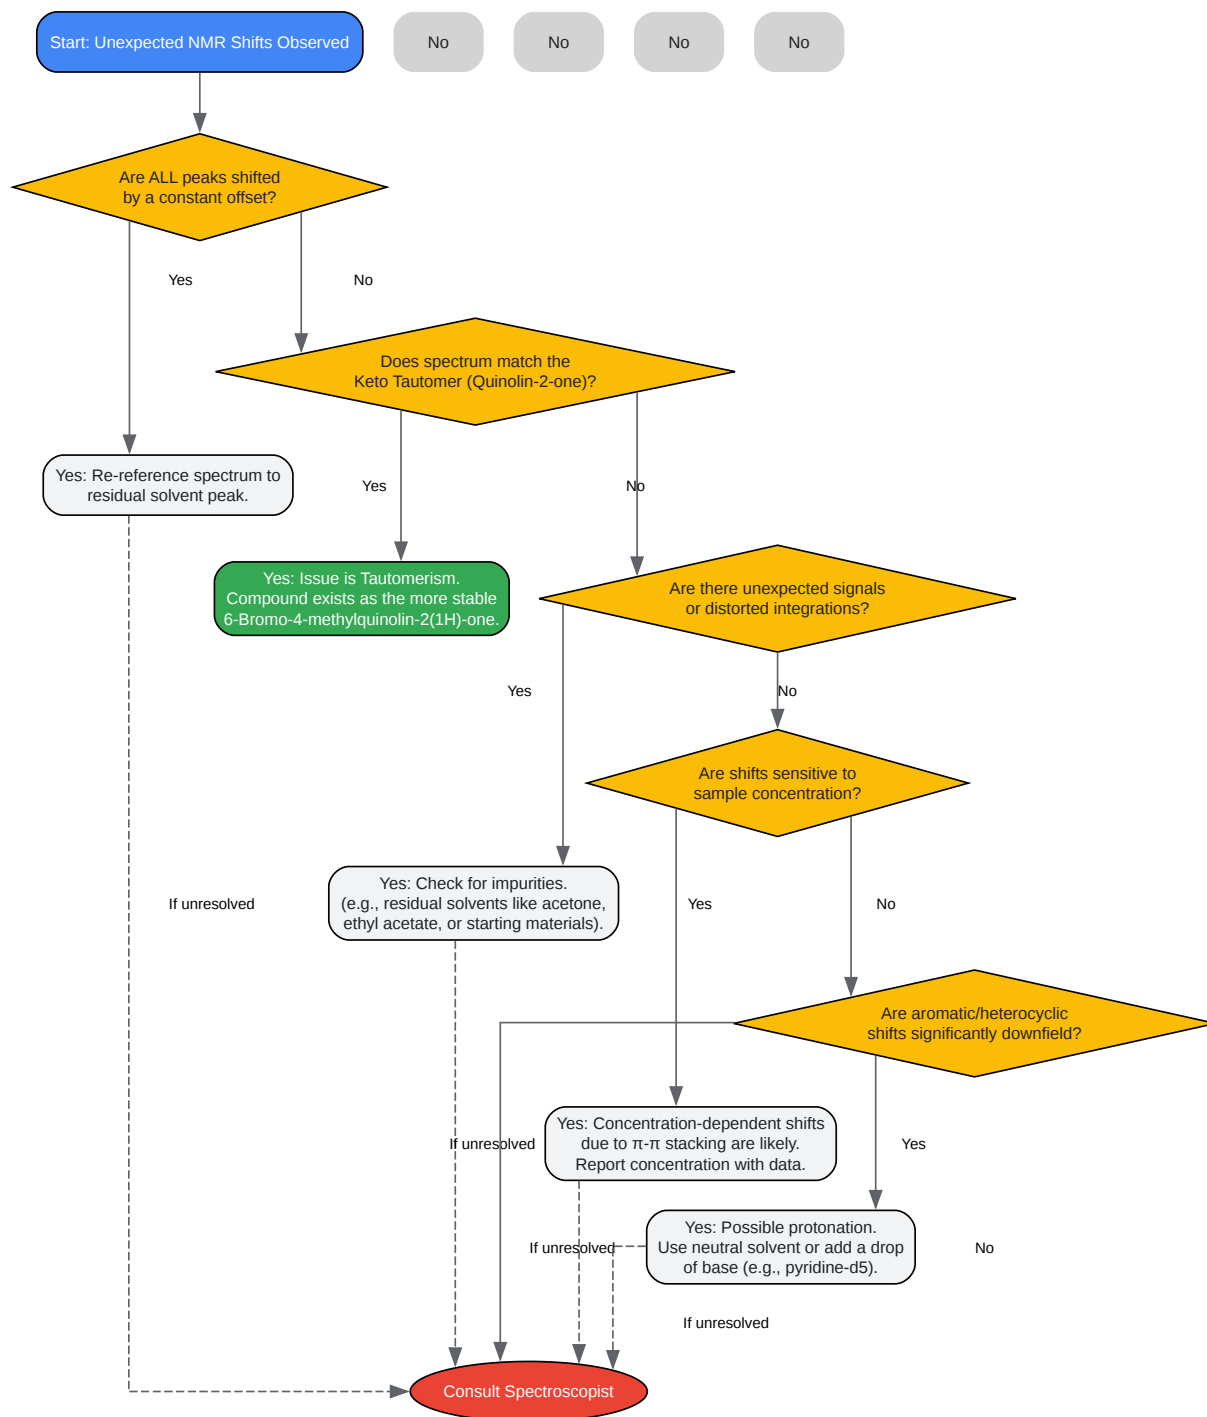 Start: Unexpected NMR Shifts Observed
No
No
No
No
Are ALL peaks shifted
by a constant offset?
Yes
No
Does spectrum match the
Keto Tautomer (Quinolin-2-one)?
Yes: Re-reference spectrum to
residual solvent peak.
Yes
No
Yes: Issue is Tautomerism.
Compound exists as the more stable
6-Bromo-4-methylquinolin-2(1H)-one.
Are there unexpected signals
or distorted integrations?
Yes
No
Are shifts sensitive to
sample concentration?
If unresolved
Yes: Check for impurities.
(e.g., residual solvents like acetone,
ethyl acetate, or starting materials).
Yes
No
Are aromatic/heterocyclic
shifts significantly downfield?
If unresolved
Yes: Concentration-dependent shifts
due to π-π stacking are likely.
Report concentration with data.
Yes
If unresolved
Yes: Possible protonation.
Use neutral solvent or add a drop
of base (e.g., pyridine-d5).
No
If unresolved
Consult Spectroscopist